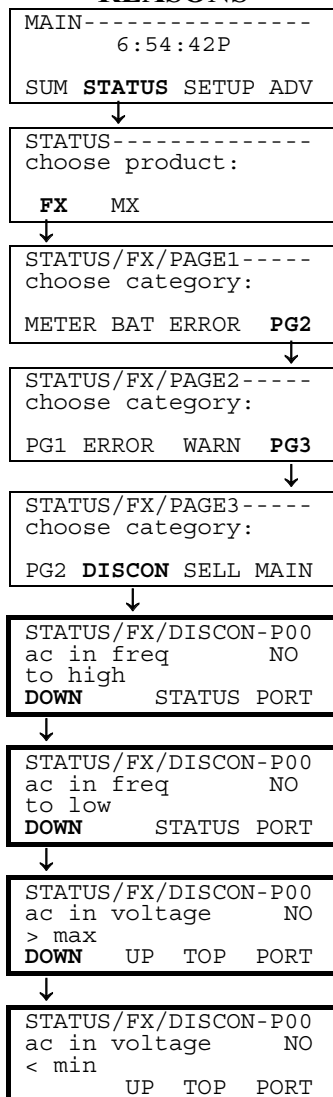 REASONS
MAIN----------------
6:54:42P
SUM STATUS SETUP ADV
↓
STATUS--------------
choose product:
FX MX
↓
STATUS/FX/PAGE1-----
choose category:
METER BAT ERROR PG2
↓
STATUS/FX/PAGE2-----
choose category:
PG1 ERROR WARN PG3
↓
STATUS/FX/PAGE3-----
choose category:
PG2 DISCON SELL MAIN
↓
STATUS/FX/DISCON-P00
ac in freq NO
to high
DOWN STATUS PORT
↓
STATUS/FX/DISCON-P00
ac in freq NO
to low
DOWN STATUS PORT
↓
STATUS/FX/DISCON-P00
ac in voltage NO
> max
DOWN UP TOP PORT
↓
STATUS/FX/DISCON-P00
ac in voltage NO
< min
UP TOP PORT